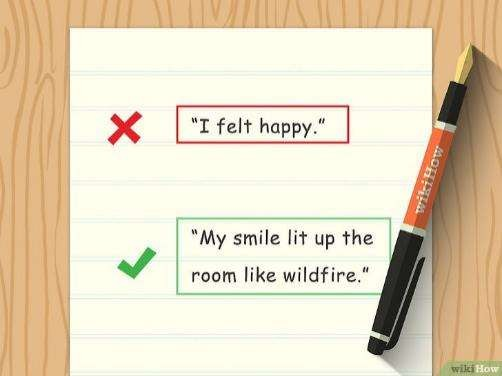 “I felt happy.”
“My smile lit up the
room like wildfire.”
wikiHow
wikiHow